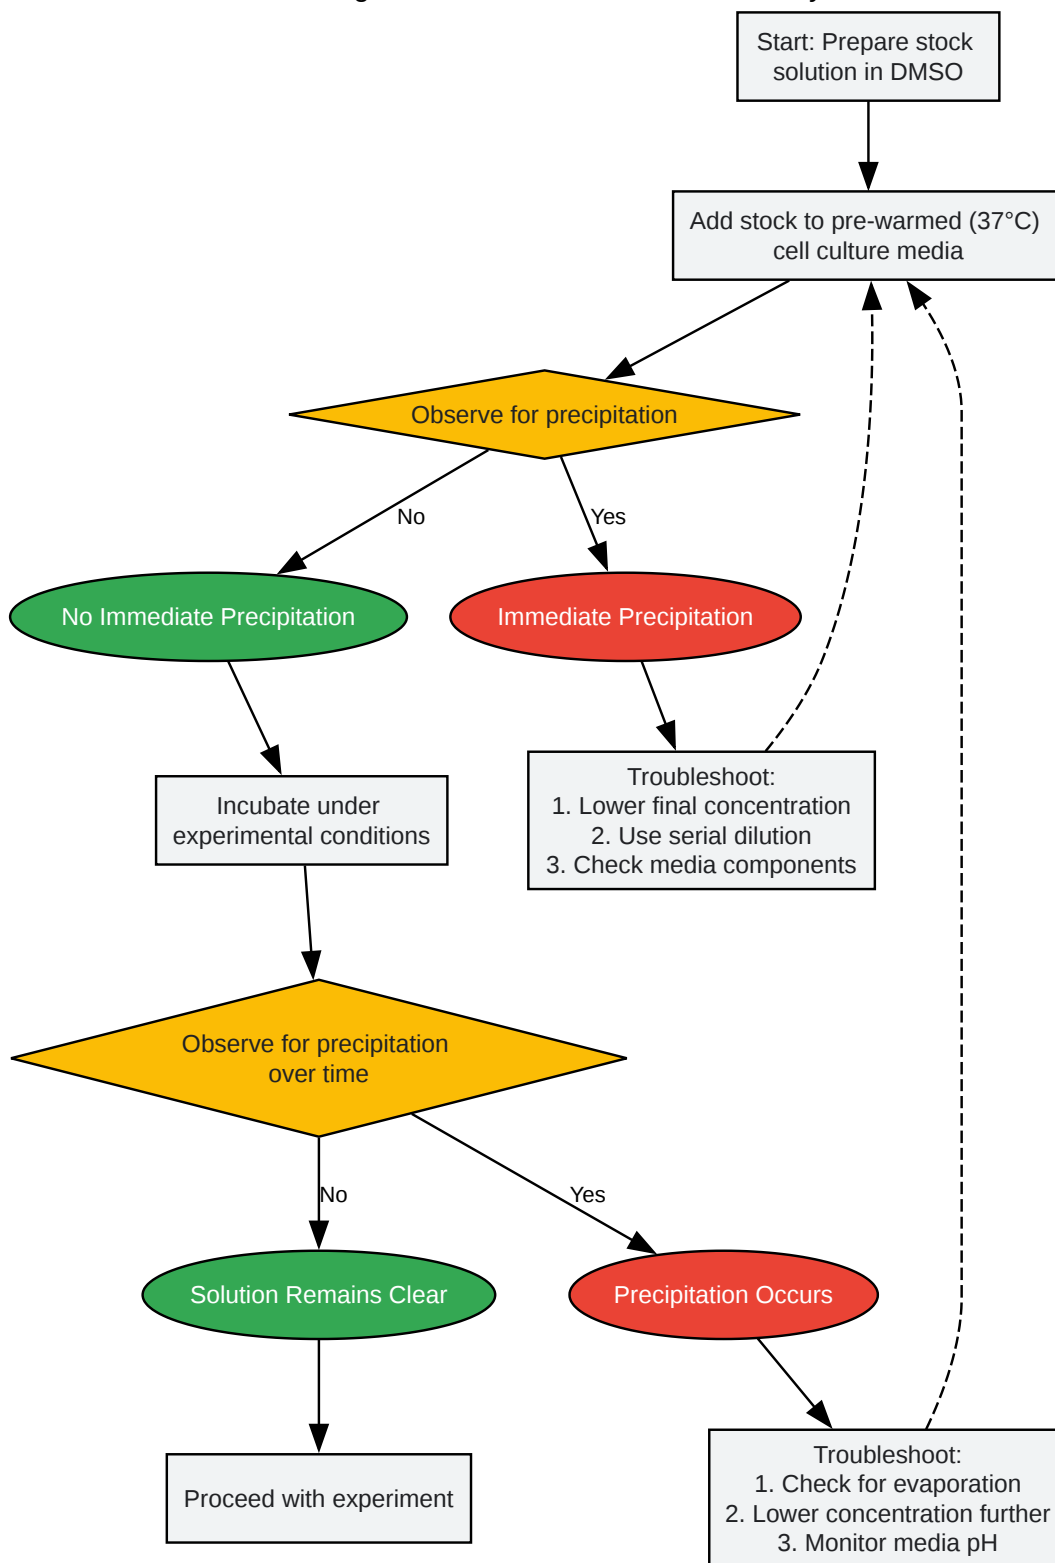 Start: Prepare stock
solution in DMSO
Add stock to pre-warmed (37°C)
cell culture media
Observe for precipitation
No
Yes
No Immediate Precipitation
Immediate Precipitation
Troubleshoot:
1. Lower final concentration
2. Use serial dilution
3. Check media components
Incubate under
experimental conditions
Observe for precipitation
over time
No
Yes
Solution Remains Clear
Precipitation Occurs
Proceed with experiment
Troubleshoot:
1. Check for evaporation
2. Lower concentration further
3. Monitor media pH